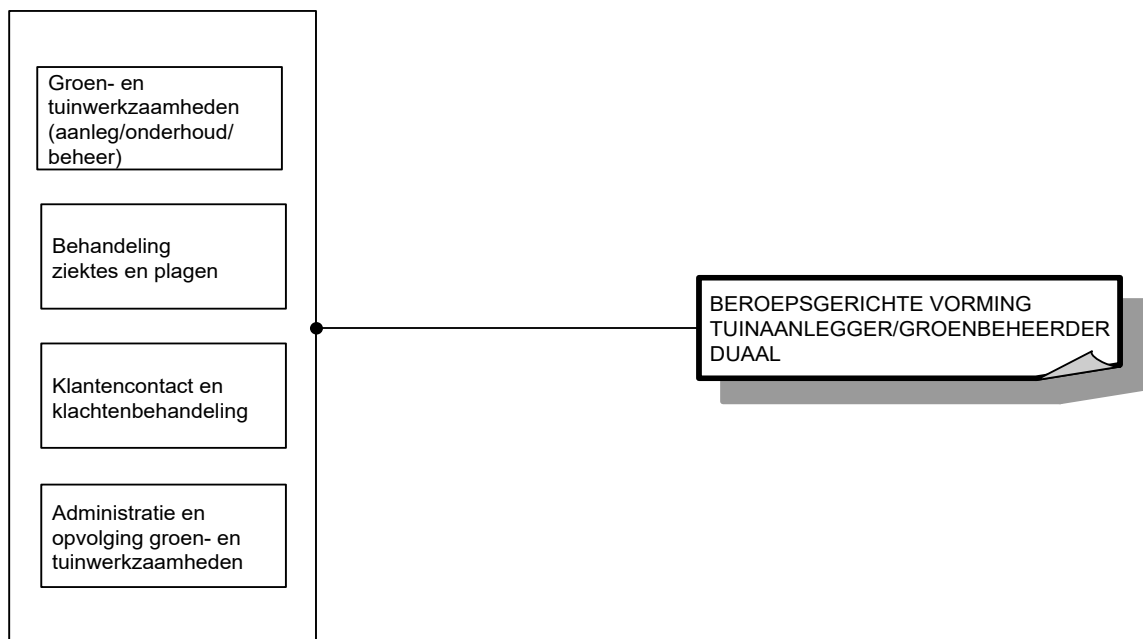 Groen- en
tuinwerkzaamheden
(aanleg/onderhoud/
beheer)
Behandeling
ziektes en plagen
Klantencontact en
klachtenbehandeling
Administratie en
opvolging groen- en
tuinwerkzaamheden
BEROEPSGERICHTE VORMING
TUINAANLEGGER/GROENBEHEERDER
DUAAL